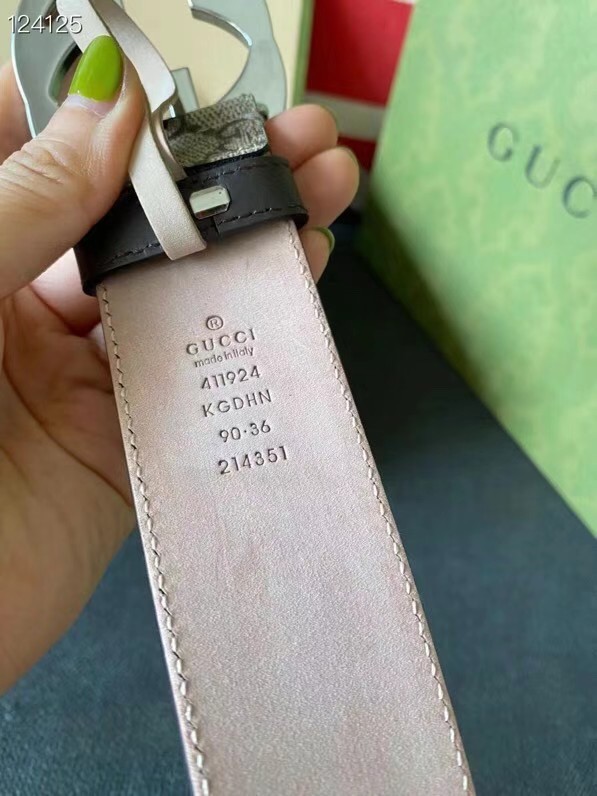 124125
GUCCI
®
GUCCI
made in italy
411924
KGDHN
90·36
214351